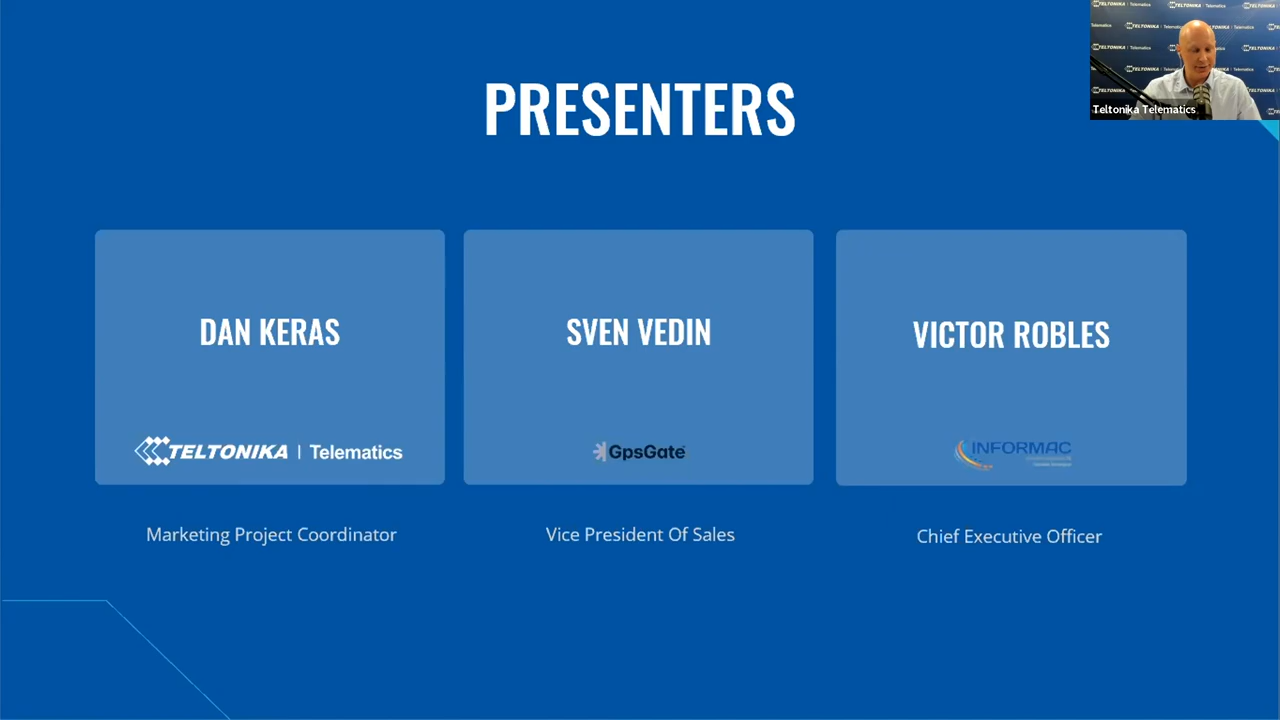 PRESENTERS
Teltonika Telematics
DAN KERAS
TELTONIKA | Telematics
Marketing Project Coordinator
SVEN VEDIN
GpsGate
Vice President Of Sales
VICTOR ROBLES
INFORMAC
Chief Executive Officer